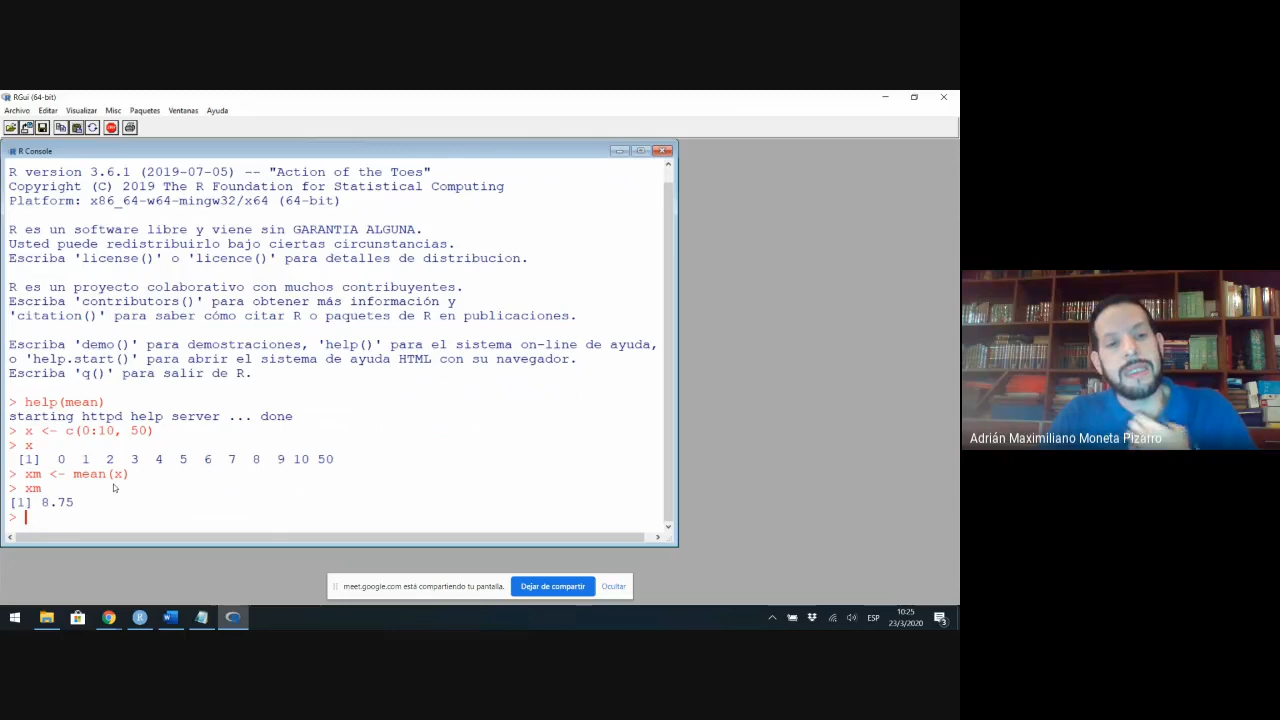 RGui (64-bit)
Archivo Editar Visualizar Misc Paquetes Ventanas Ayuda
STOP
R Console
R version 3.6.1 (2019-07-05) -- "Action of the Toes"
Copyright (C) 2019 The R Foundation for Statistical Computing
Platform: x86_64-w64-mingw32/x64 (64-bit)
R es un software libre y viene sin GARANTIA ALGUNA.
Usted puede redistribuirlo bajo ciertas circunstancias.
Escriba 'license()' o 'licence()' para detalles de distribucion.
R es un proyecto colaborativo con muchos contribuyentes.
Escriba 'contributors()' para obtener más información y
'citation()' para saber cómo citar R o paquetes de R en publicaciones.
Escriba 'demo()' para demostraciones, 'help()' para el sistema on-line de ayuda,
o 'help.start()' para abrir el sistema de ayuda HTML con su navegador.
Escriba 'q()' para salir de R.
> help(mean)
starting httpd help server ... done
> x <- c(0:10, 50)
> x
[1] 0 1 2 3 4 5 6 7 8 9 10 50
> xm <- mean(x)
> xm
[1] 8.75
>
Adrián Maximiliano Moneta Pizarro
meet.google.com está compartiendo tu pantalla. Dejar de compartir Ocultar
ESP
10:25
23/3/2020
3